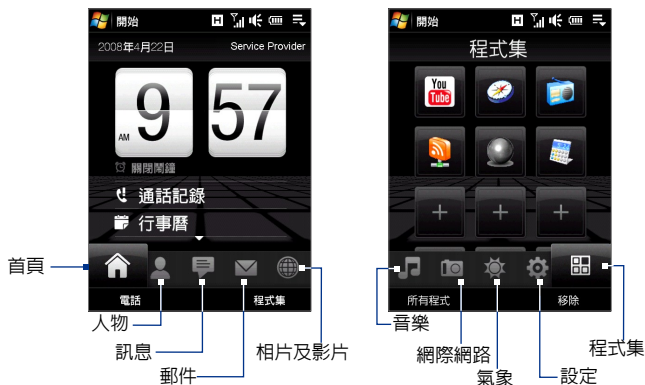 開始
2008年4月22日 Service Provider
9 57
AM
關閉鬧鐘
通話記錄
行事曆
電話 程式集
首頁
人物
訊息
郵件
相片及影片
開始
程式集
You
Tube
所有程式 移除
音樂
網際網路
氣象
設定
程式集